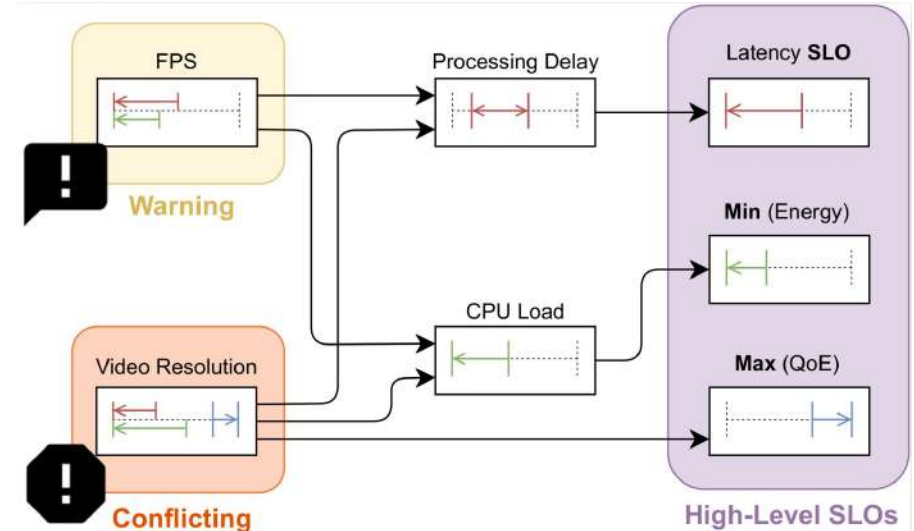 FPS
Processing Delay
Latency SLO
Warning
Min (Energy)
CPU Load
Video Resolution
Max (QoE)
Conflicting
High-Level SLOs